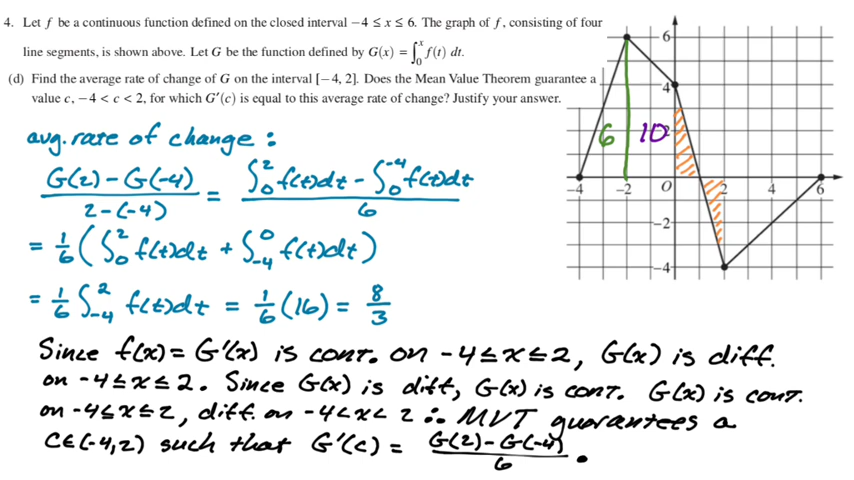 4. Let f be a continuous function defined on the closed interval −4 ≤ x ≤ 6. The graph of f, consisting of four
line segments, is shown above. Let G be the function defined by G(x) = ∫₀ˣ f(t) dt.
(d) Find the average rate of change of G on the interval [−4, 2]. Does the Mean Value Theorem guarantee a
value c, −4 < c < 2, for which G′(c) is equal to this average rate of change? Justify your answer.
avg. rate of change :
(G(2) − G(−4))/(2 − (−4)) = (∫₀² f(t)dt − ∫₀⁻⁴ f(t)dt)/6
= 1/6 (∫₀² f(t)dt + ∫₋₄⁰ f(t)dt)
= 1/6 ∫₋₄² f(t)dt = 1/6 (16) = 8/3
Since f(x) = G'(x) is cont. on −4 ≤ x ≤ 2, G(x) is diff.
on −4 ≤ x ≤ 2. Since G(x) is diff, G(x) is cont. G(x) is cont.
on −4 ≤ x ≤ 2, diff. on −4 < x < 2 ∴ MVT guarantees a
c∈(−4,2) such that G'(c) = (G(2) − G(−4))/6 .
6
4
2
−2
−4
−4 −2 O 2 4 6
6 10